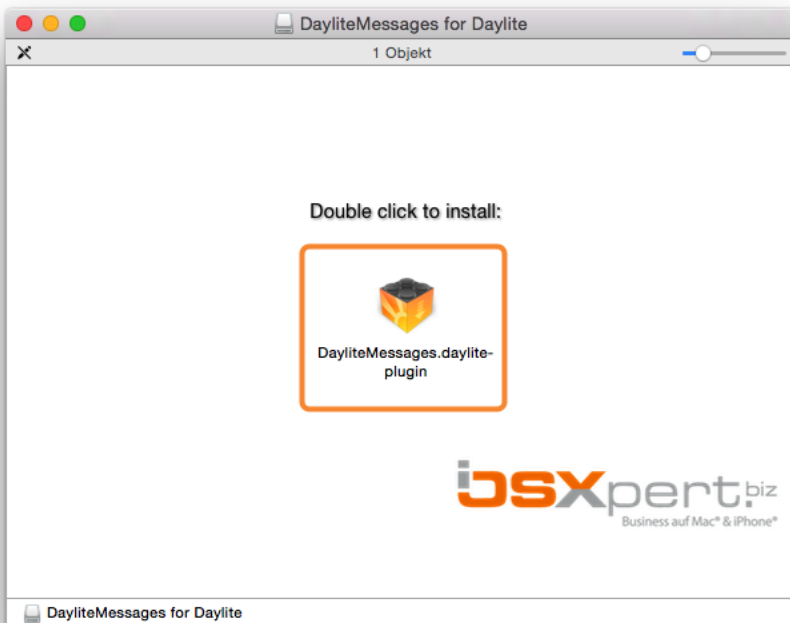 DayliteMessages for Daylite
1 Objekt
Double click to install:
DayliteMessages.daylite-
plugin
iOSXpert.biz
Business auf Mac® & iPhone®
DayliteMessages for Daylite